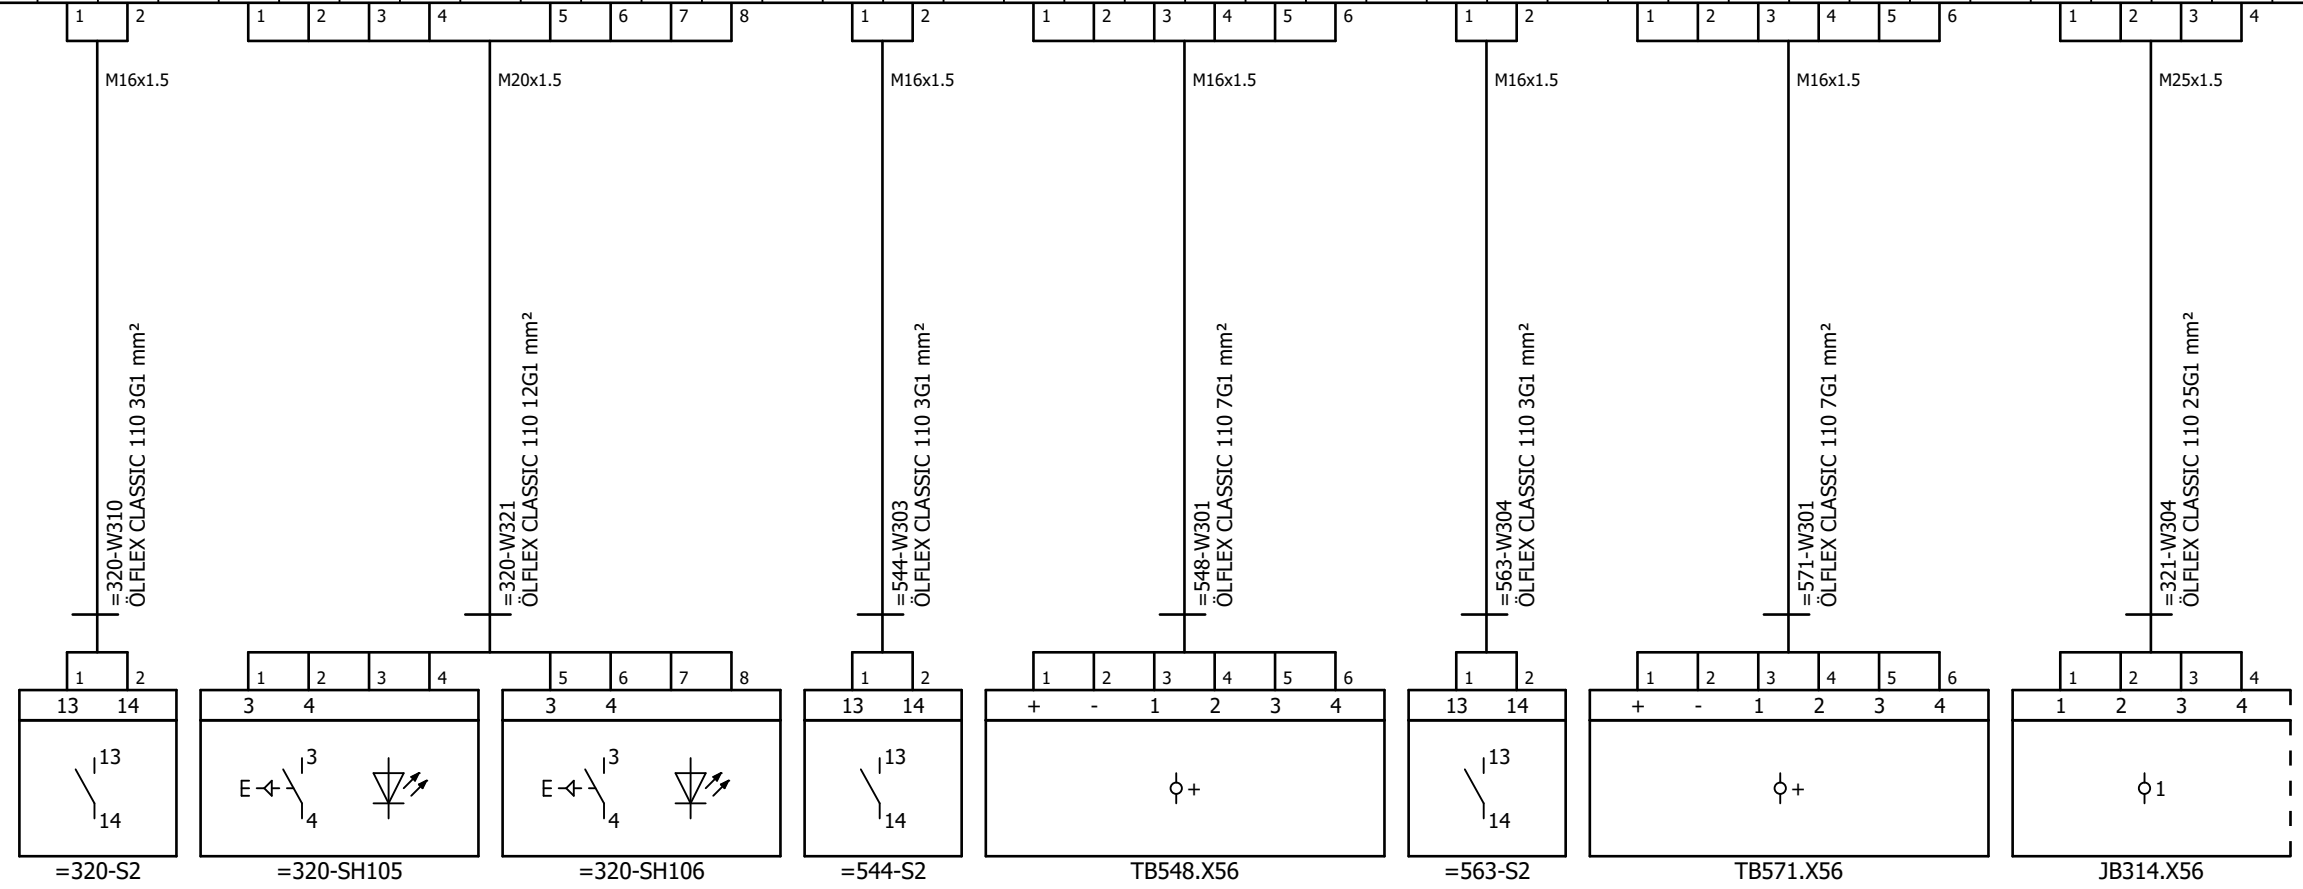 1 2 1 2 3 4 5 6 7 8 1 2 1 2 3 4 5 6 1 2 1 2 3 4 5 6 1 2 3 4
M16x1.5 M20x1.5 M16x1.5 M16x1.5 M16x1.5 M16x1.5 M25x1.5
=320-W310
ÖLFLEX CLASSIC 110 3G1 mm²
=320-W321
ÖLFLEX CLASSIC 110 12G1 mm²
=544-W303
ÖLFLEX CLASSIC 110 3G1 mm²
=548-W301
ÖLFLEX CLASSIC 110 7G1 mm²
=563-W304
ÖLFLEX CLASSIC 110 3G1 mm²
=571-W301
ÖLFLEX CLASSIC 110 7G1 mm²
=321-W304
ÖLFLEX CLASSIC 110 25G1 mm²
1 2 1 2 3 4 5 6 7 8 1 2 1 2 3 4 5 6 1 2 1 2 3 4 5 6 1 2 3 4
13 14 3 4 3 4 13 14 + - 1 2 3 4 13 14 + - 1 2 3 4 1 2 3 4
13 3 3 13 13
E E + + 1
14 4 4 14 14
=320-S2 =320-SH105 =320-SH106 =544-S2 TB548.X56 =563-S2 TB571.X56 JB314.X56